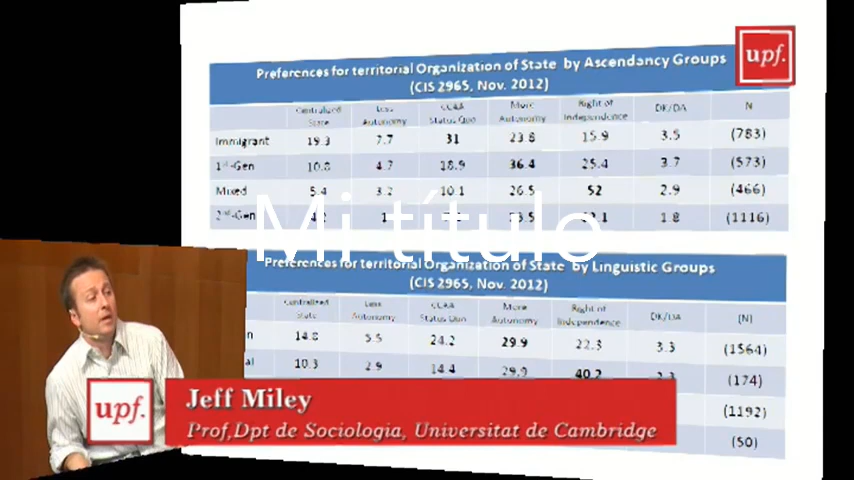 Preferences for territorial Organization of State by Ascendancy Groups
(CIS 2965, Nov. 2012)
upf.
Centralized State Less Autonomy CCAA Status Quo More Autonomy Right of Independence DK/DA N
Immigrant 19.3 7.7 31 23.8 15.9 3.5 (783)
1st-Gen 10.8 4.7 18.9 36.4 25.4 3.7 (573)
Mixed 5.4 3.2 10.1 26.5 52 2.9 (466)
2nd-Gen 1.8 (1116)
Mi título
Preferences for territorial Organization of State by Linguistic Groups
(CIS 2965, Nov. 2012)
Centralized State Less Autonomy CCAA Status Quo More Autonomy Right of Independence DK/DA (N)
14.8 5.5 24.2 29.9 22.3 3.3 (1564)
10.3 2.9 14.4 29.9 40.2 (174)
(1192)
(50)
upf.
Jeff Miley
Prof,Dpt de Sociologia, Universitat de Cambridge